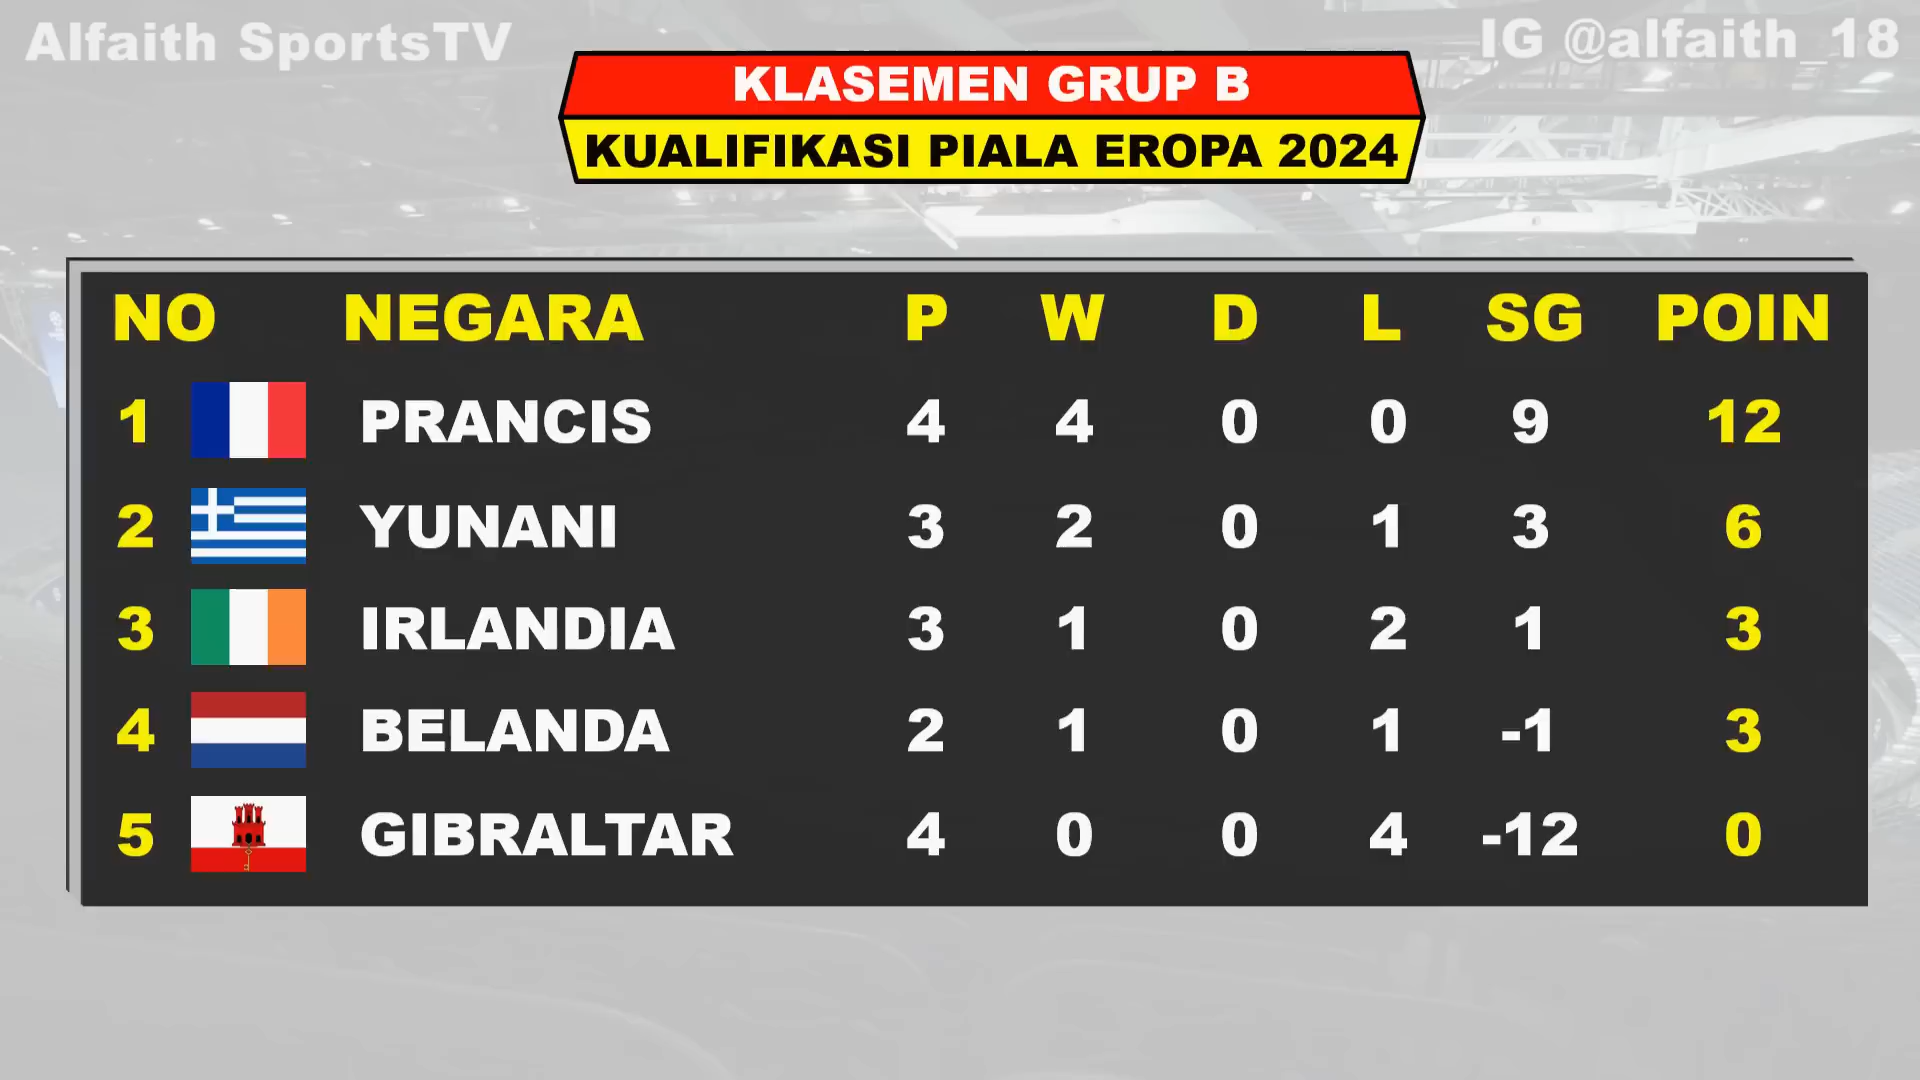 Alfaith SportsTV
IG @alfaith_18
KLASEMEN GRUP B
KUALIFIKASI PIALA EROPA 2024
NO NEGARA P W D L SG POIN
1 PRANCIS 4 4 0 0 9 12
2 YUNANI 3 2 0 1 3 6
3 IRLANDIA 3 1 0 2 1 3
4 BELANDA 2 1 0 1 -1 3
5 GIBRALTAR 4 0 0 4 -12 0